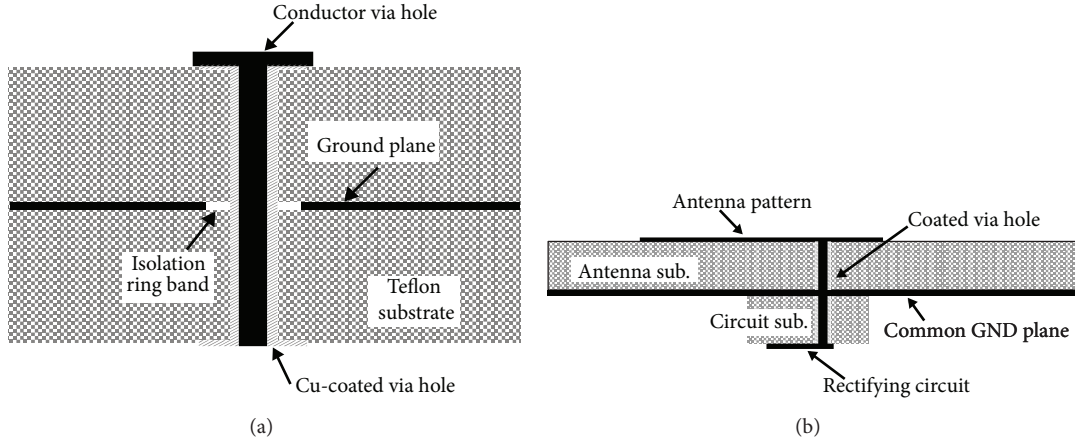 Conductor via hole
Ground plane
Isolation
ring band
Teflon
substrate
Cu-coated via hole
(a)
Antenna pattern
Coated via hole
Antenna sub.
Circuit sub.
Common GND plane
Rectifying circuit
(b)